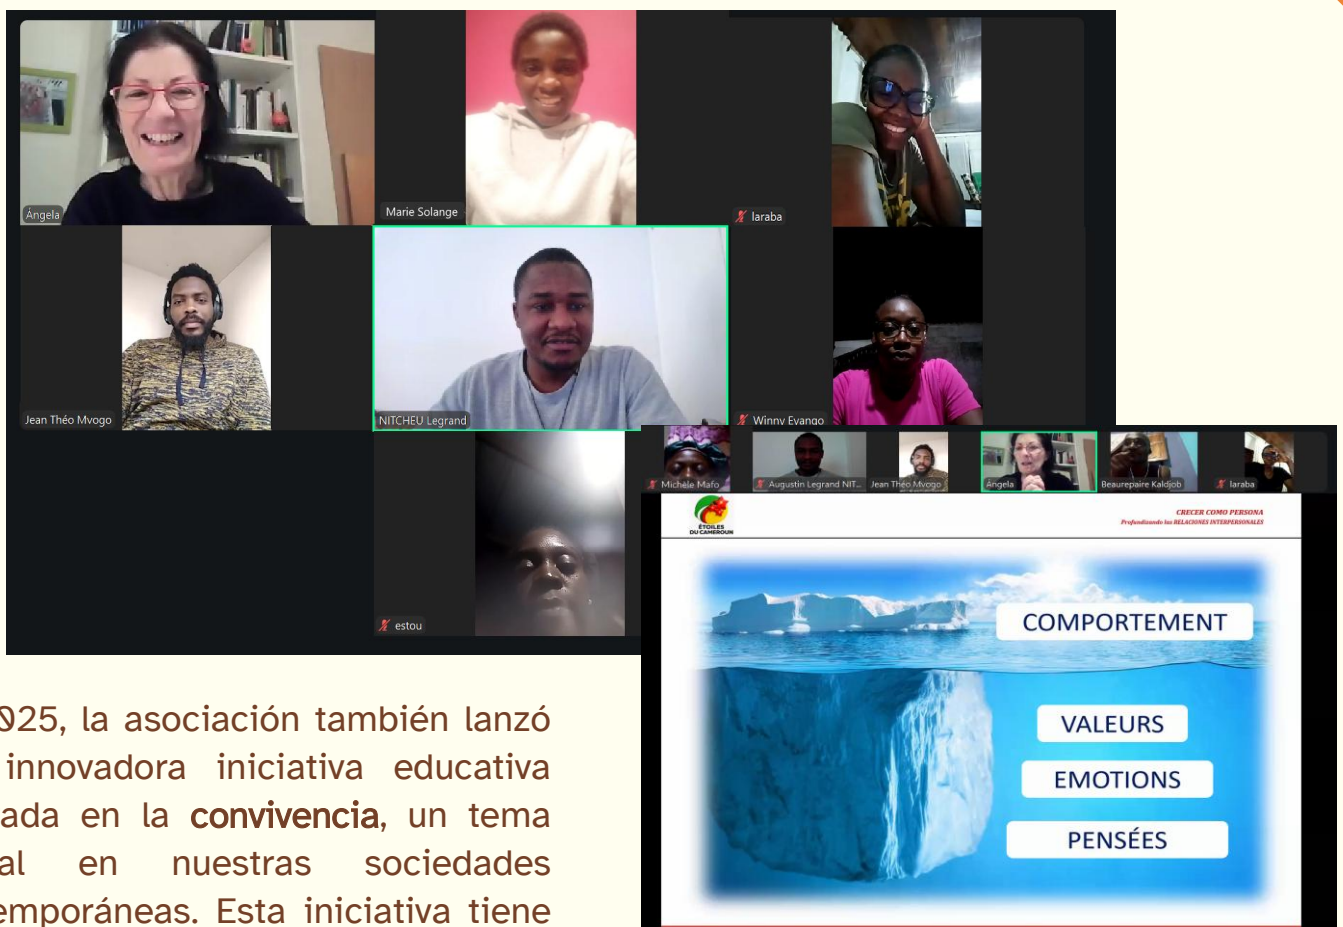 Ángela
Marie Solange
laraba
Jean Théo Mvogo
NITCHEU Legrand
Winny Eyango
estou
Michèle Mafo
Augustin Legrand NIT...
Jean Théo Mvogo
Ángela
Beaurepaire Kaldjob
laraba
ÉTOILES
DU CAMEROUN
CRECER COMO PERSONA
Profundizando las RELACIONES INTERPERSONALES
COMPORTEMENT
VALEURS
EMOTIONS
PENSÉES
025, la asociación también lanzó
innovadora iniciativa educativa
ada en la convivencia, un tema
al en nuestras sociedades
emporáneas. Esta iniciativa tiene